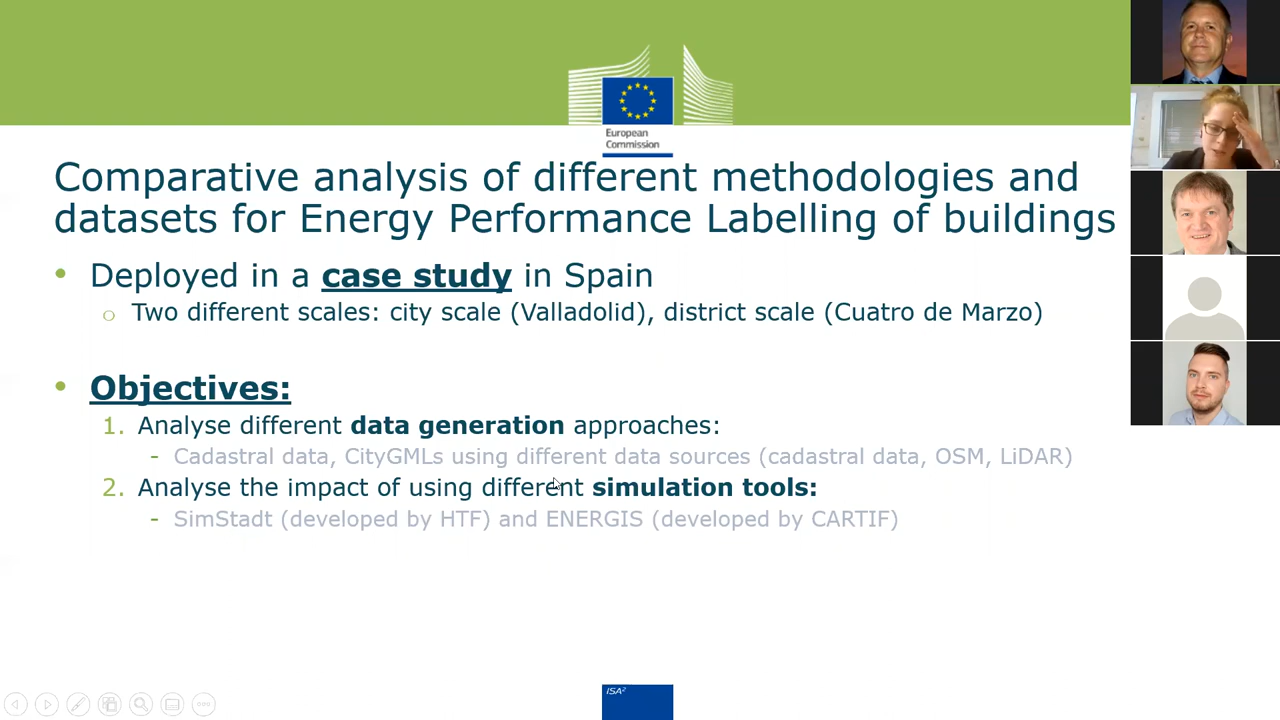 European
Commission
Comparative analysis of different methodologies and
datasets for Energy Performance Labelling of buildings
• Deployed in a case study in Spain
o Two different scales: city scale (Valladolid), district scale (Cuatro de Marzo)
• Objectives:
1. Analyse different data generation approaches:
- Cadastral data, CityGMLs using different data sources (cadastral data, OSM, LiDAR)
2. Analyse the impact of using different simulation tools:
- SimStadt (developed by HTF) and ENERGIS (developed by CARTIF)
ISA²